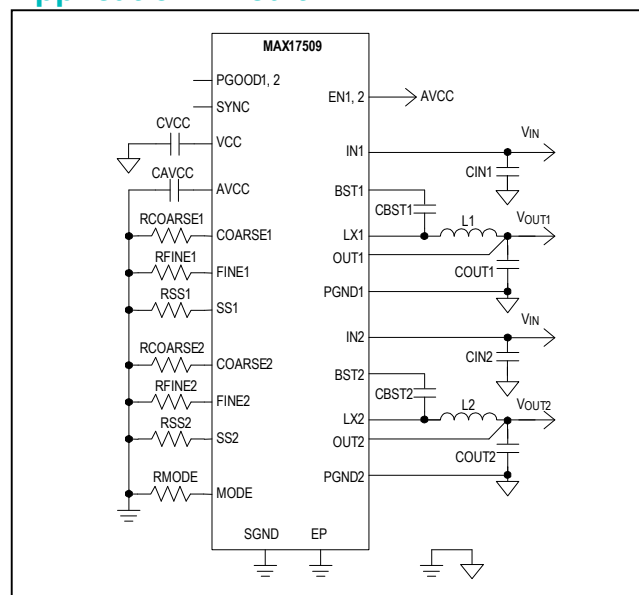 MAX17509
PGOOD1, 2
SYNC
CVCC
VCC
CAVCC
AVCC
RCOARSE1
COARSE1
RFINE1
FINE1
RSS1
SS1
RCOARSE2
COARSE2
RFINE2
FINE2
RSS2
SS2
RMODE
MODE
SGND
EP
EN1, 2
AVCC
IN1
VIN
CIN1
BST1
CBST1
LX1
L1
VOUT1
OUT1
COUT1
PGND1
IN2
VIN
CIN2
BST2
CBST2
LX2
L2
VOUT2
OUT2
COUT2
PGND2